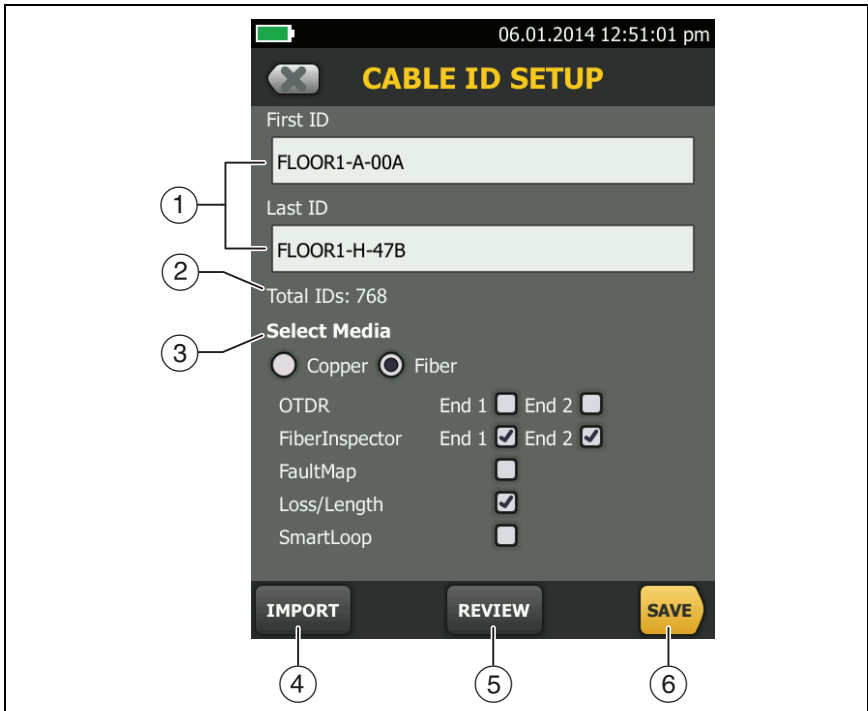 06.01.2014 12:51:01 pm
CABLE ID SETUP
First ID
FLOOR1-A-00A
1
Last ID
FLOOR1-H-47B
2
Total IDs: 768
Select Media
3
Copper Fiber
OTDR End 1 End 2
FiberInspector End 1 End 2
FaultMap
Loss/Length
SmartLoop
IMPORT REVIEW SAVE
4 5 6